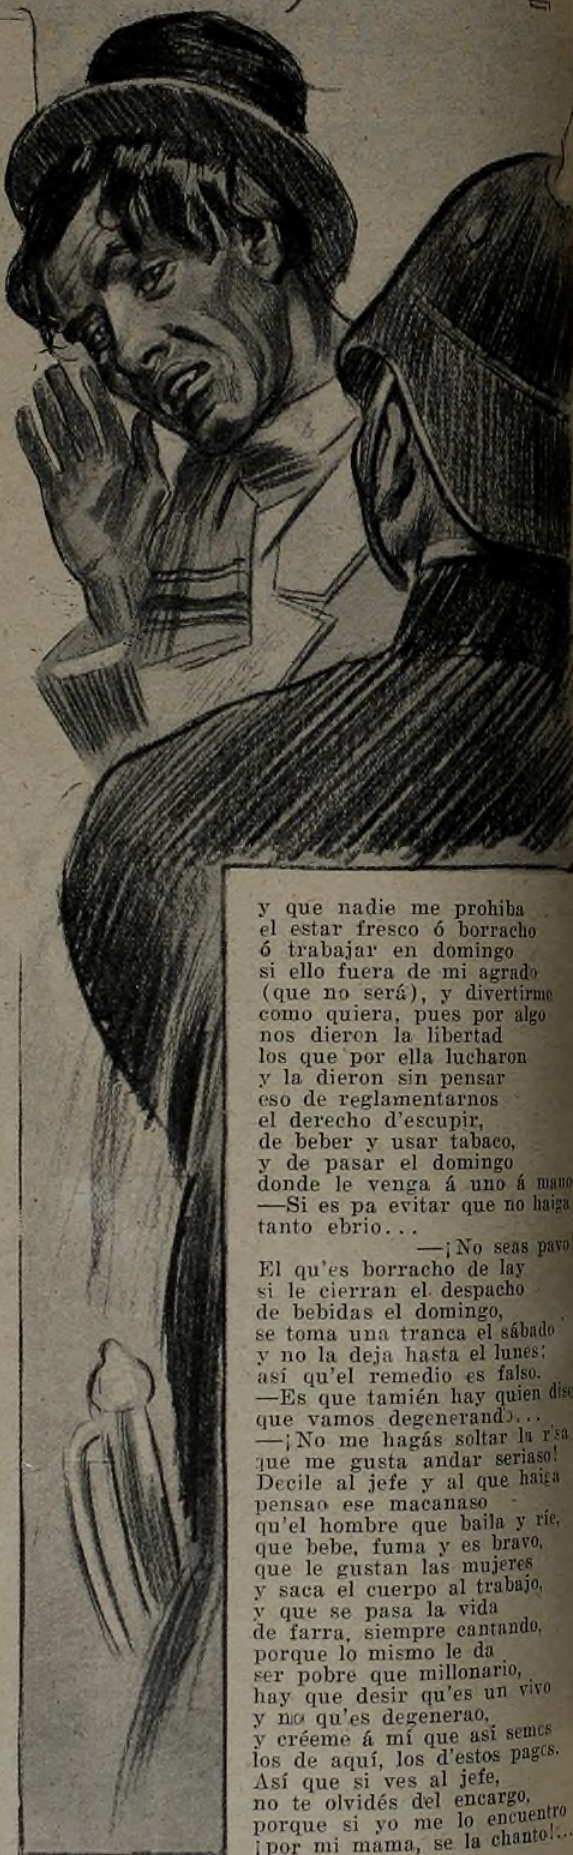 y que nadie me prohiba
el estar fresco ó borracho
ó trabajar en domingo
si ello fuera de mi agrado
(que no será), y divertirme
como quiera, pues por algo
nos dieron la libertad
los que por ella lucharon
y la dieron sin pensar
eso de reglamentarnos
el derecho d'escupir,
de beber y usar tabaco,
y de pasar el domingo
donde le venga á uno á mano
—Si es pa evitar que no haiga
tanto ebrio...
—¡No seas pavo!
El qu'es borracho de lay
si le cierran el despacho
de bebidas el domingo,
se toma una tranca el sábado
y no la deja hasta el lunes;
así qu'el remedio es falso.
—Es que tamién hay quien dise
que vamos degenerando...
—¡No me hagás soltar la risa
que me gusta andar seriaso!
Decile al jefe y al que haiga
pensao ese macanaso
qu'el hombre que baila y rie,
que bebe, fuma y es bravo,
que le gustan las mujeres
y saca el cuerpo al trabajo,
y que se pasa la vida
de farra, siempre cantando,
porque lo mismo le da
ser pobre que millonario,
hay que desir qu'es un vivo
y qu'es degenerao,
y créeme á mí que así semos
los de aquí, los d'estos pagos.
Así que si ves al jefe,
no te olvidés del encargo,
porque si yo me lo encuentro
¡por mi mama, se la chanto!...